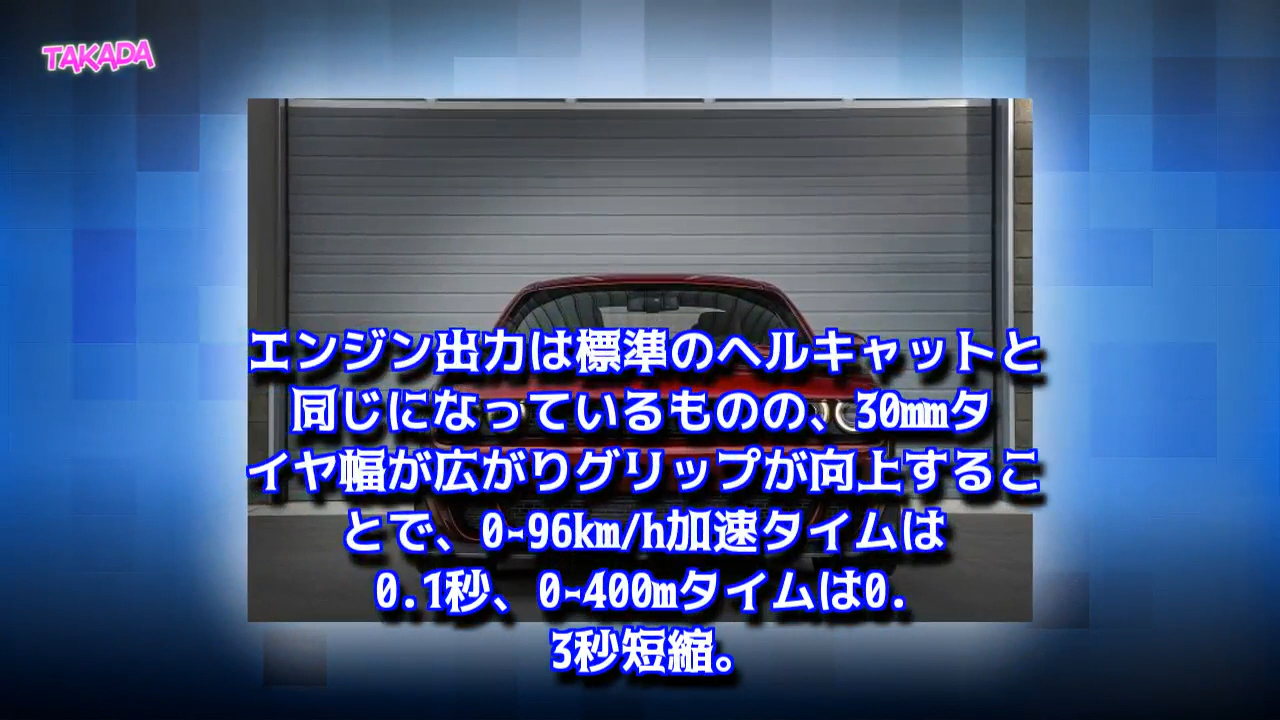 TAKADA
エンジン出力は標準のヘルキャットと
同じになっているものの、30mmタ
イヤ幅が広がりグリップが向上するこ
とで、0-96km/h加速タイムは
0.1秒、0-400mタイムは0.
3秒短縮。